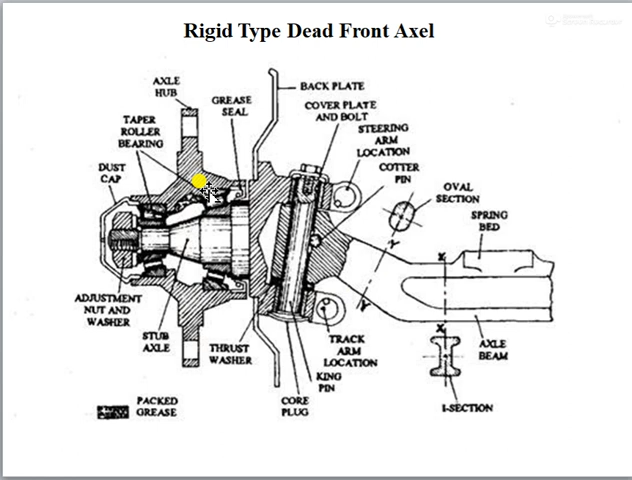 Rigid Type Dead Front Axel
AXLE
HUB
BACK PLATE
GREASE
SEAL
COVER PLATE
AND BOLT
TAPER
ROLLER
BEARING
STEERING
ARM
LOCATION
COTTER
PIN
DUST
CAP
OVAL
SECTION
SPRING
BED
Y
Y
X
X
ADJUSTMENT
NUT AND
WASHER
STUB
AXLE
THRUST
WASHER
TRACK
ARM
LOCATION
AXLE
BEAM
KING
PIN
CORE
PLUG
I-SECTION
PACKED
GREASE